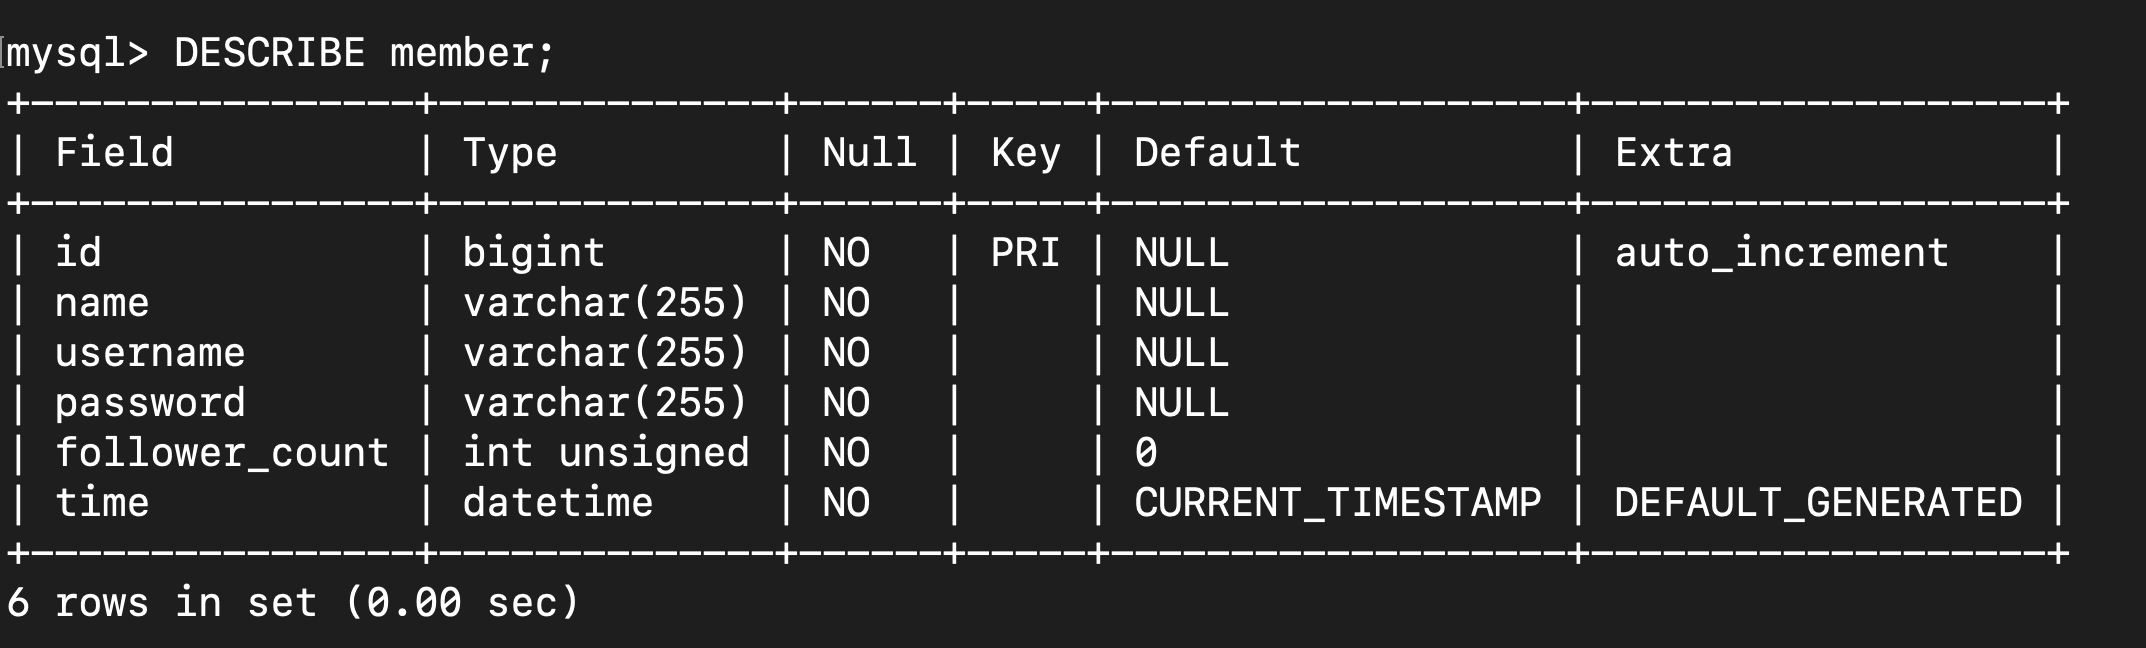 mysql> DESCRIBE member;
+----------------+--------------+------+-----+-------------------+-------------------+
| Field          | Type         | Null | Key | Default           | Extra             |
+----------------+--------------+------+-----+-------------------+-------------------+
| id             | bigint       | NO   | PRI | NULL              | auto_increment    |
| name           | varchar(255) | NO   |     | NULL              |                   |
| username       | varchar(255) | NO   |     | NULL              |                   |
| password       | varchar(255) | NO   |     | NULL              |                   |
| follower_count | int unsigned | NO   |     | 0                 |                   |
| time           | datetime     | NO   |     | CURRENT_TIMESTAMP | DEFAULT_GENERATED |
+----------------+--------------+------+-----+-------------------+-------------------+
6 rows in set (0.00 sec)